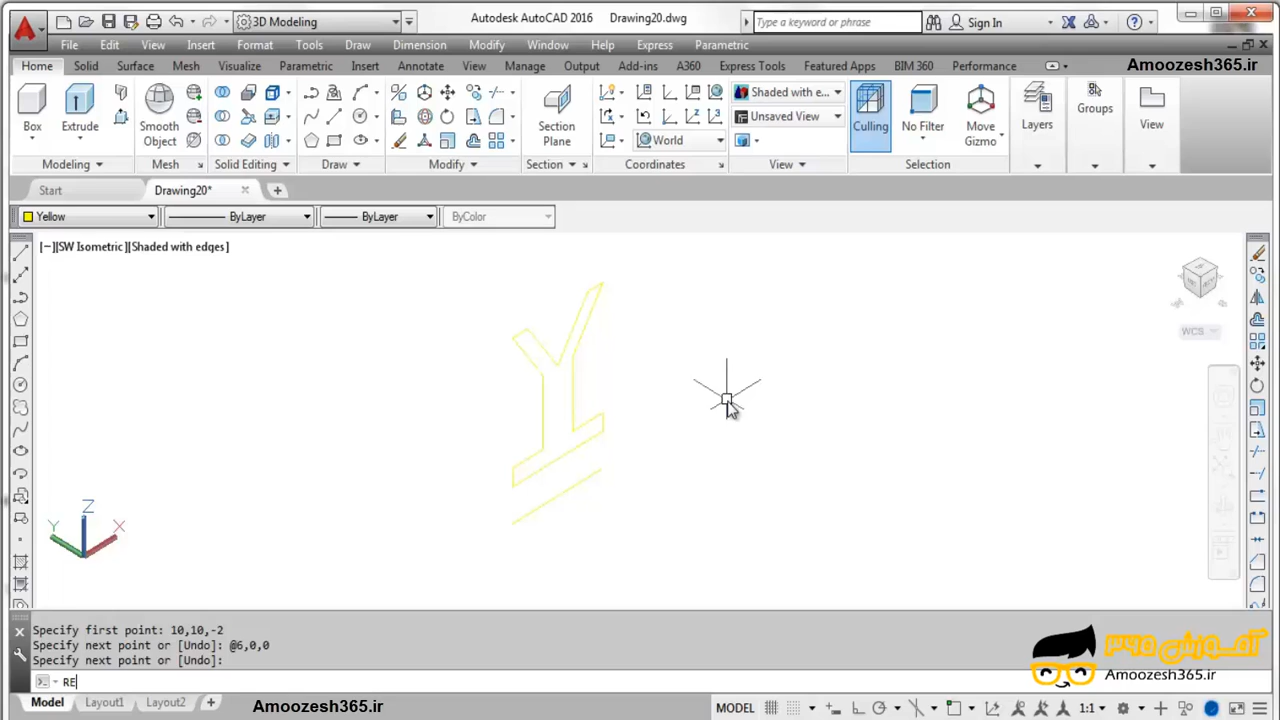 Autodesk AutoCAD 2016 Drawing20.dwg
3D Modeling
Type a keyword or phrase
Sign In
File Edit View Insert Format Tools Draw Dimension Modify Window Help Express Parametric
Home Solid Surface Mesh Visualize Parametric Insert Annotate View Manage Output Add-ins A360 Express Tools Featured Apps BIM 360 Performance
Amoozesh365.ir
Box
Extrude
Smooth Object
Section Plane
World
Shaded with e...
Unsaved View
Culling
No Filter
Move Gizmo
Layers
Groups
View
Modeling
Mesh
Solid Editing
Draw
Modify
Section
Coordinates
View
Selection
Start
Drawing20*
Yellow
ByLayer
ByLayer
ByColor
[−][SW Isometric][Shaded with edges]
WCS
Z
Y
X
Specify first point: 10,10,-2
Specify next point or [Undo]: @6,0,0
Specify next point or [Undo]:
RE
آموزش ۳۶۵
Amoozesh365.ir
Model Layout1 Layout2
Amoozesh365.ir
MODEL
1:1